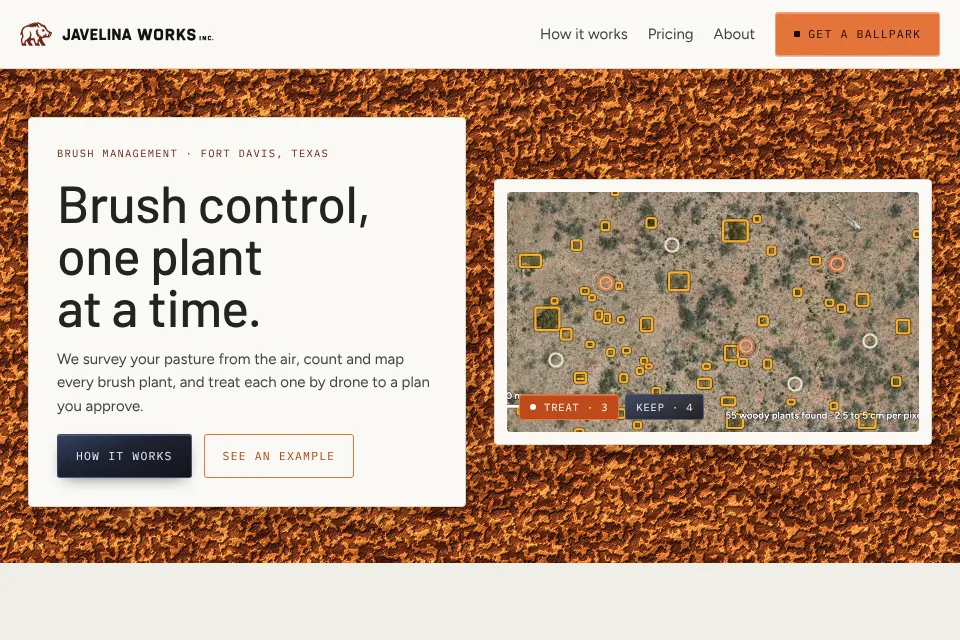 JAVELINA WORKS INC.
How it works
Pricing
About
GET A BALLPARK
BRUSH MANAGEMENT · FORT DAVIS, TEXAS
Brush control,
one plant
at a time.
We survey your pasture from the air, count and map
every brush plant, and treat each one by drone to a plan
you approve.
HOW IT WORKS
SEE AN EXAMPLE
TREAT · 3
KEEP · 4
55 woody plants found · 2.5 to 5 cm per pixe